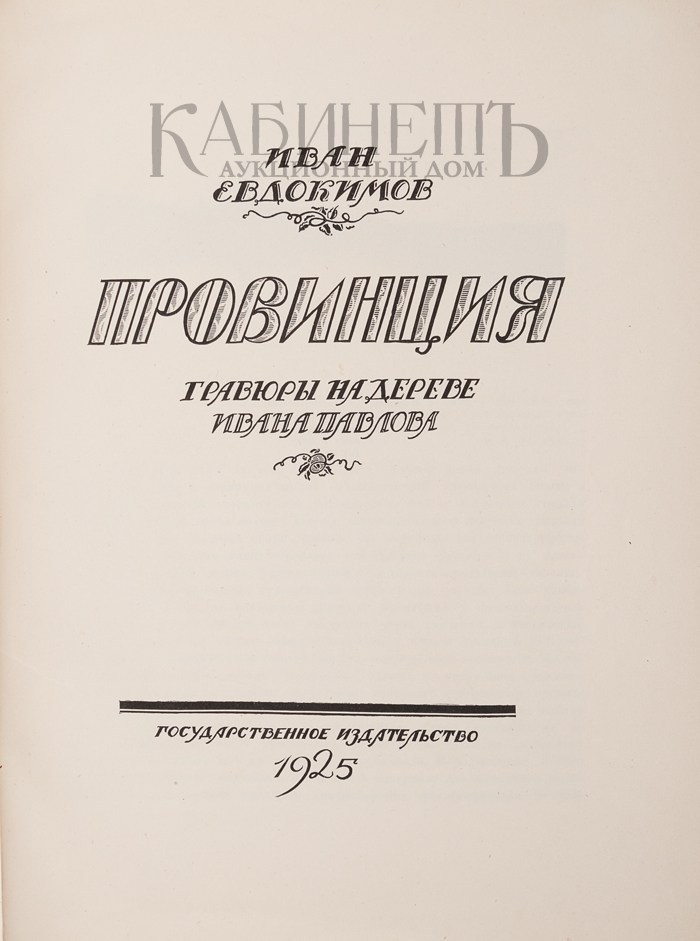 КАБИНЕТЪ
АУКЦИОННЫЙ ДОМ
ИВАН
ЕВДОКИМОВ
ПРОВИНЦИЯ
ГРАВЮРЫ НА ДЕРЕВЕ
ИВАНА ПАВЛОВА
ГОСУДАРСТВЕННОЕ ИЗДАТЕЛЬСТВО
1925